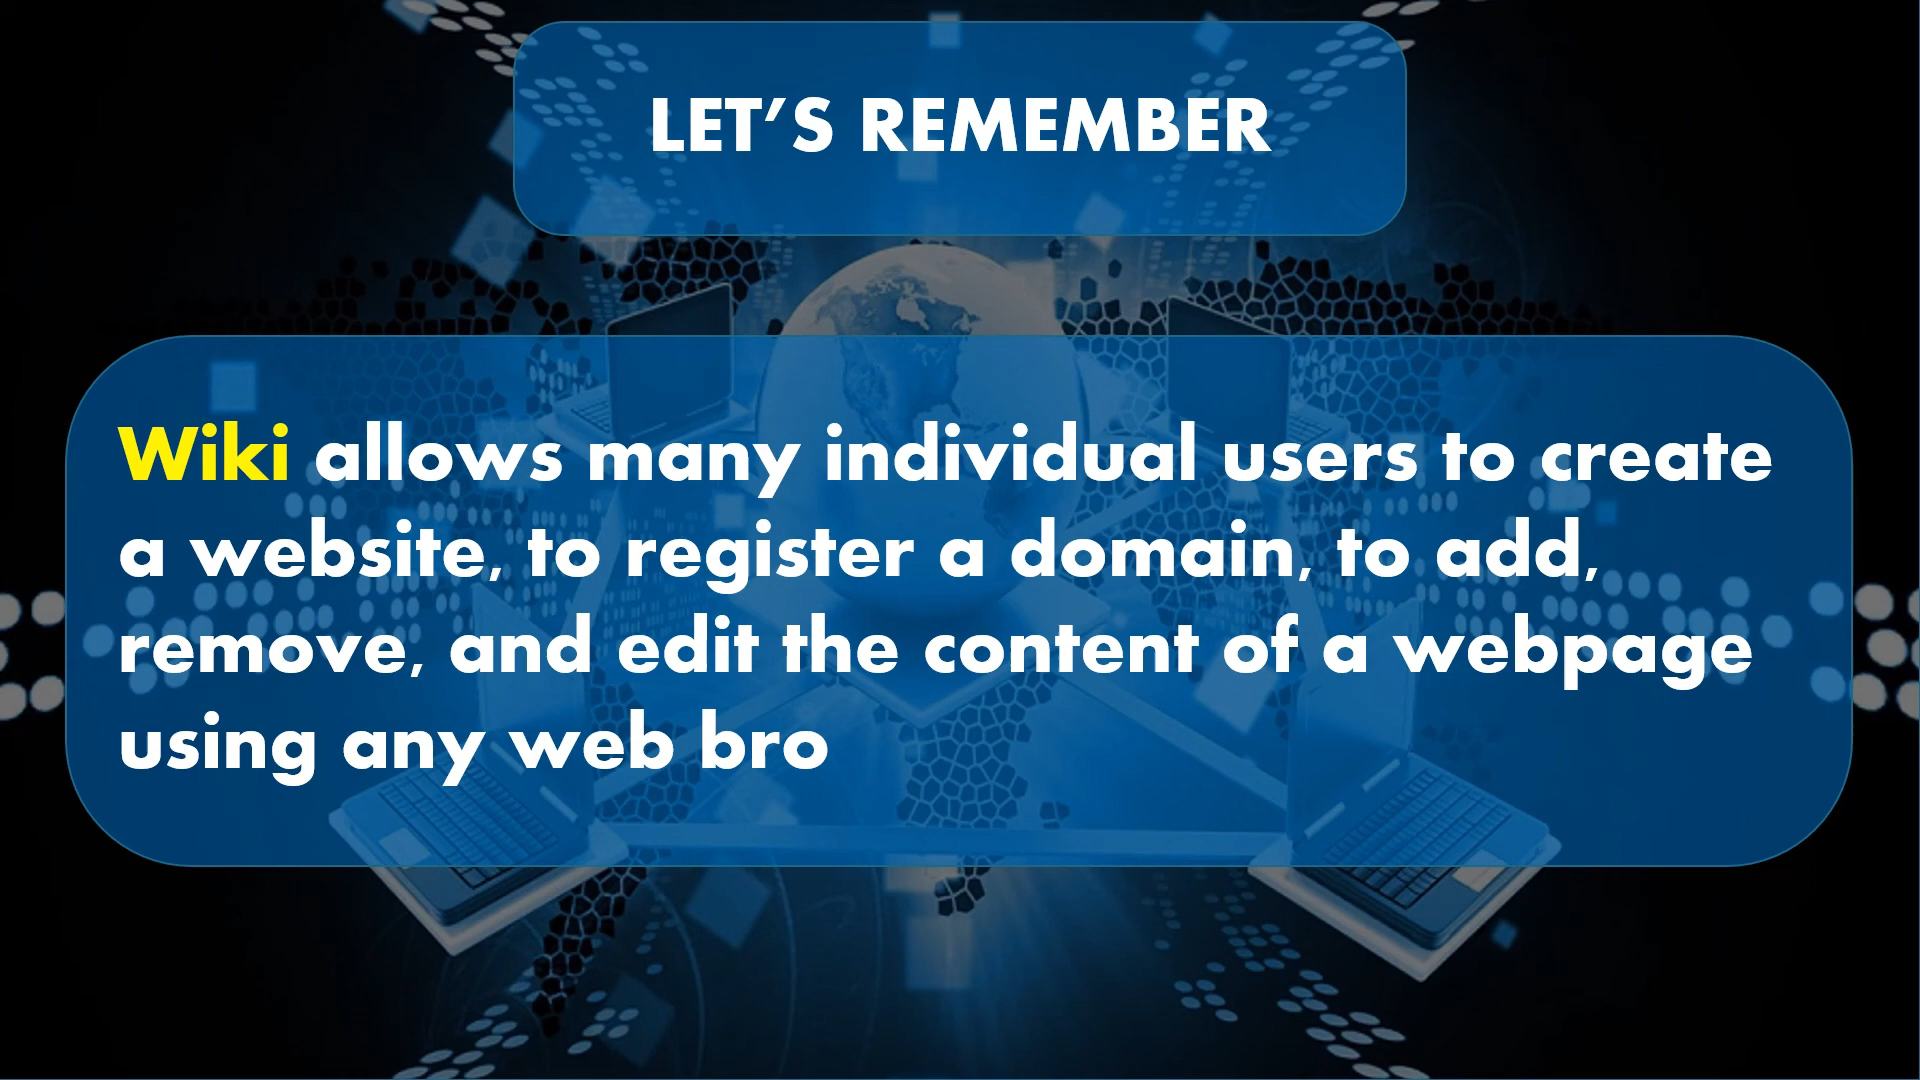 LET’S REMEMBER
Wiki allows many individual users to create
a website, to register a domain, to add,
remove, and edit the content of a webpage
using any web bro